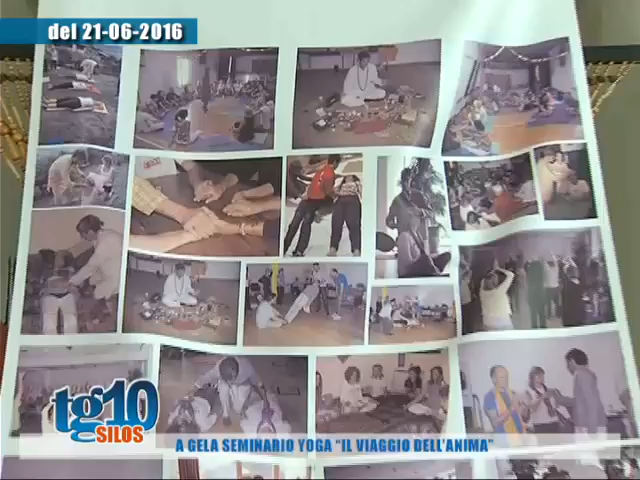 del 21-06-2016
tg10
SILOS
A GELA SEMINARIO YOGA "IL VIAGGIO DELL'ANIMA"